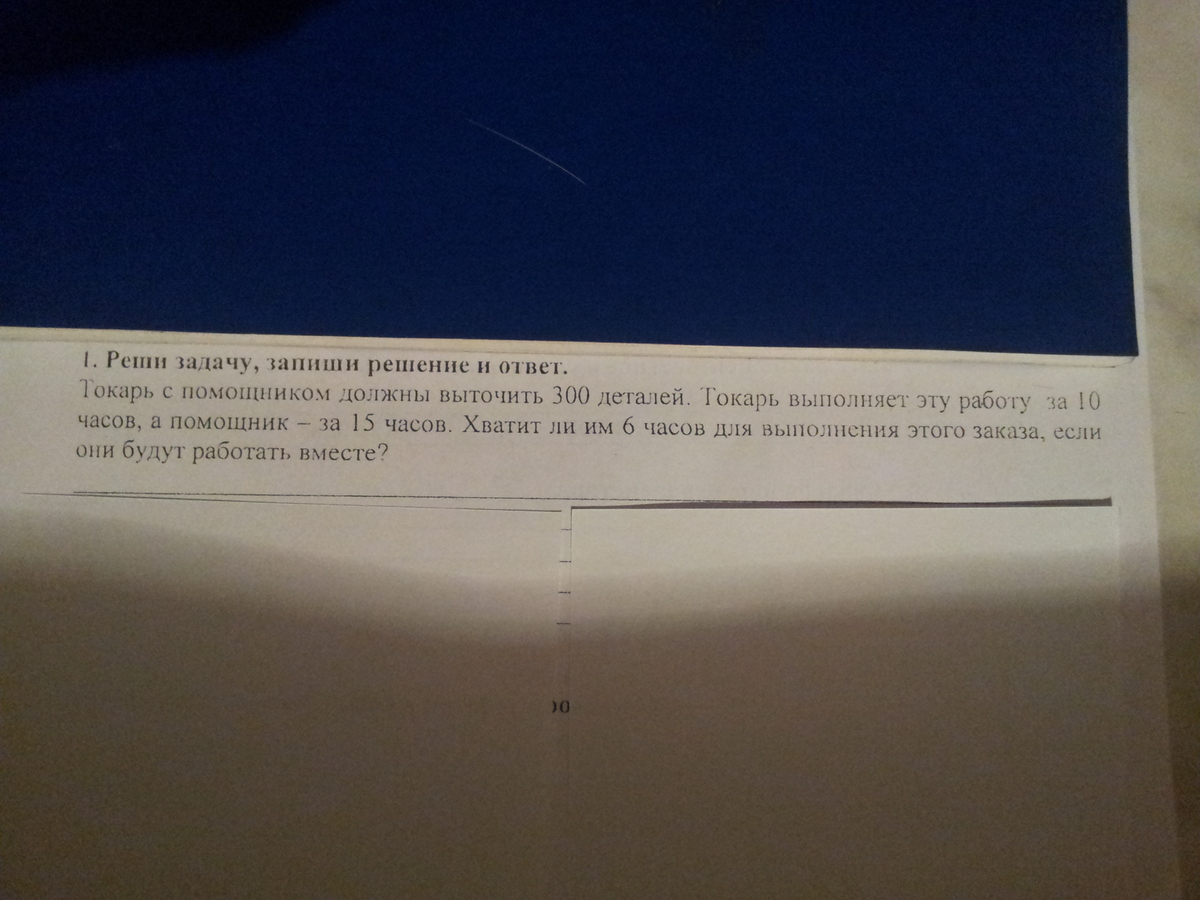 1. Реши задачу, запиши решение и ответ.
Токарь с помощником должны выточить 300 деталей. Токарь выполняет эту работу за 10
часов, а помощник – за 15 часов. Хватит ли им 6 часов для выполнения этого заказа, если
они будут работать вместе?